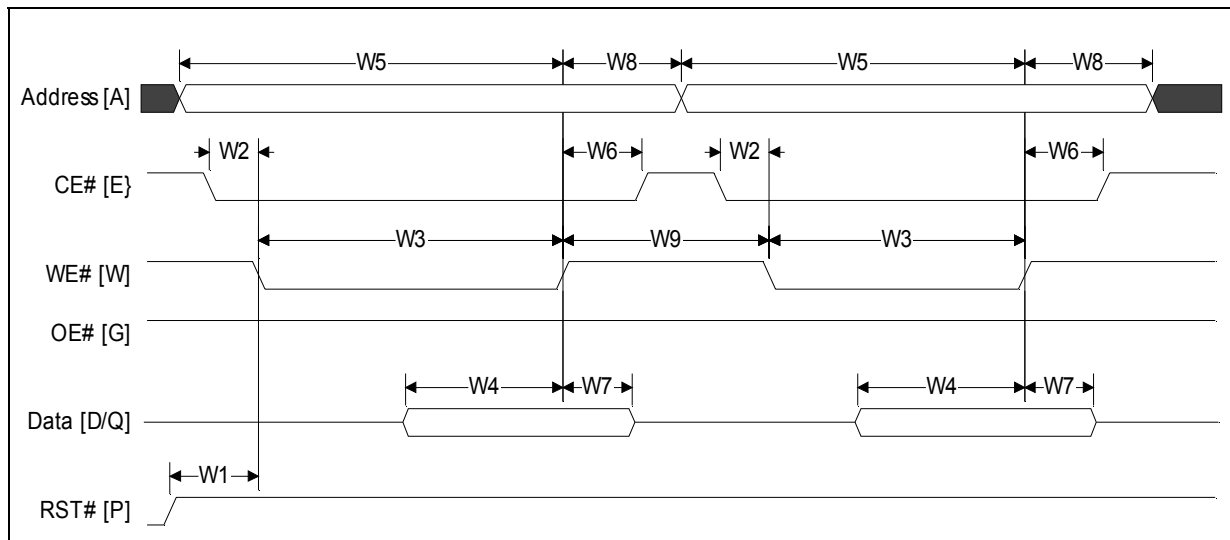 W5 W8 W5 W8
Address [A]
W2 W6 W2 W6
CE# [E}
W3 W9 W3
WE# [W]
OE# [G]
W4 W7 W4 W7
Data [D/Q]
W1
RST# [P]